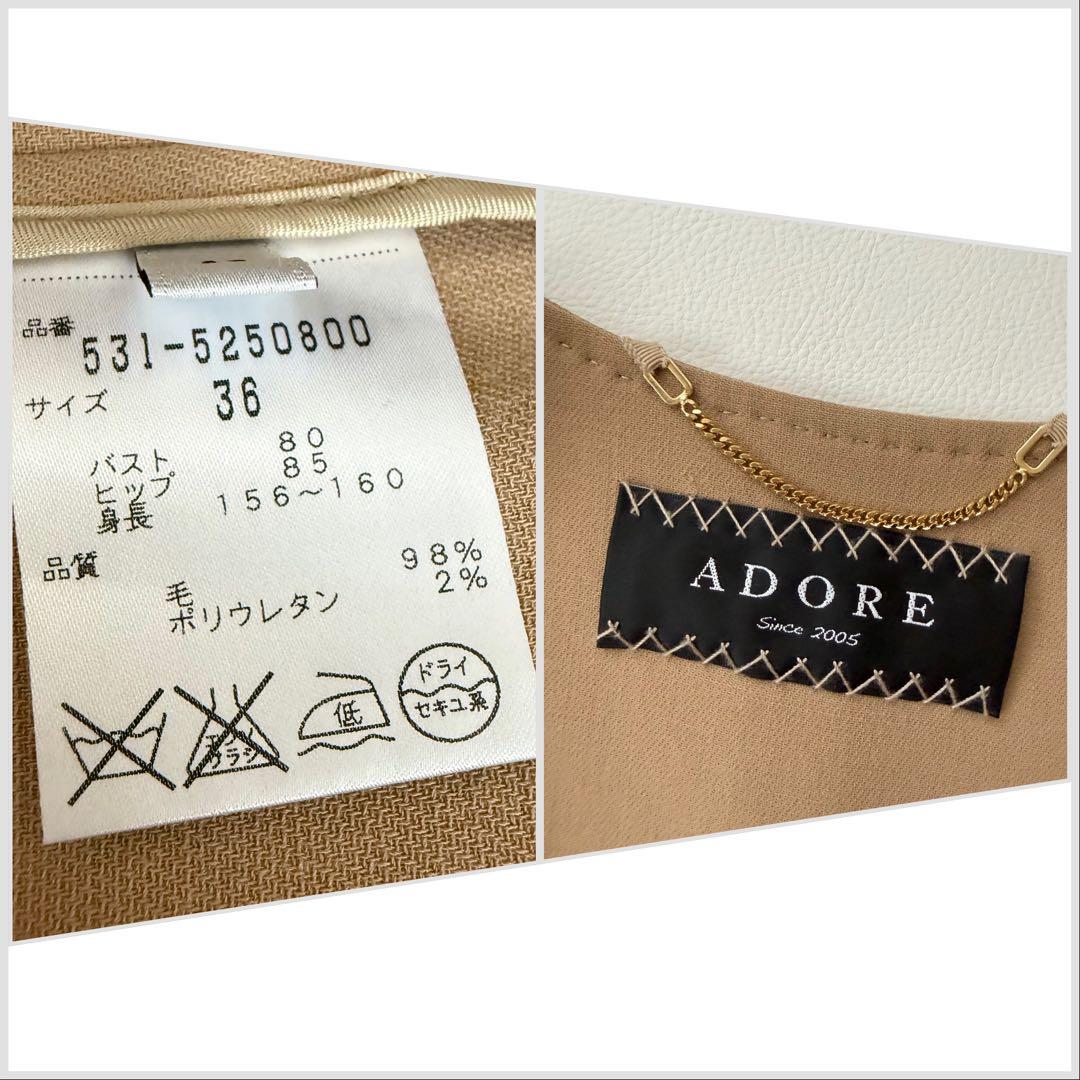 品番
531-5250800
サイズ 36
バスト 80
ヒップ 85
身長 156～160
品質
毛 98%
ポリウレタン 2%
低
ドライ
セキユ系
ADORE
Since 2005